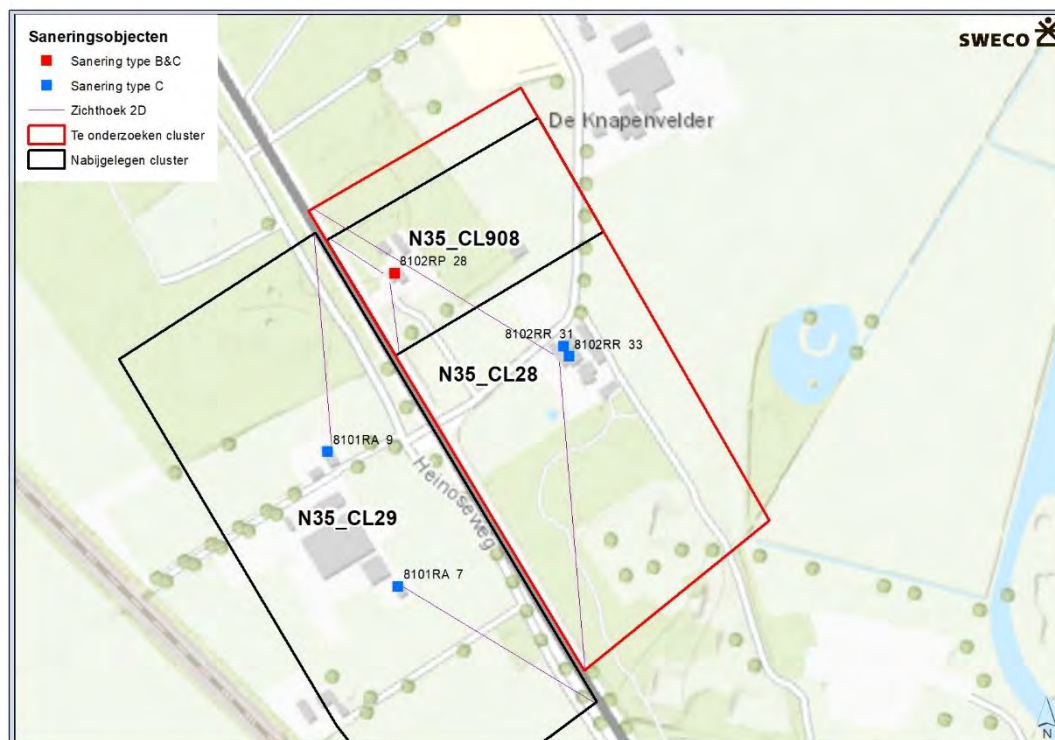 Saneringsobjecten
Sanering type B&C
Sanering type C
Zichthoek 2D
Te onderzoeken cluster
Nabijgelegen cluster
SWECO
De Knapenvelder
N35_CL908
8102RP 28
8102RR 31
8102RR 33
N35_CL28
8101RA 9
Heinoseweg
N35_CL29
8101RA 7
N